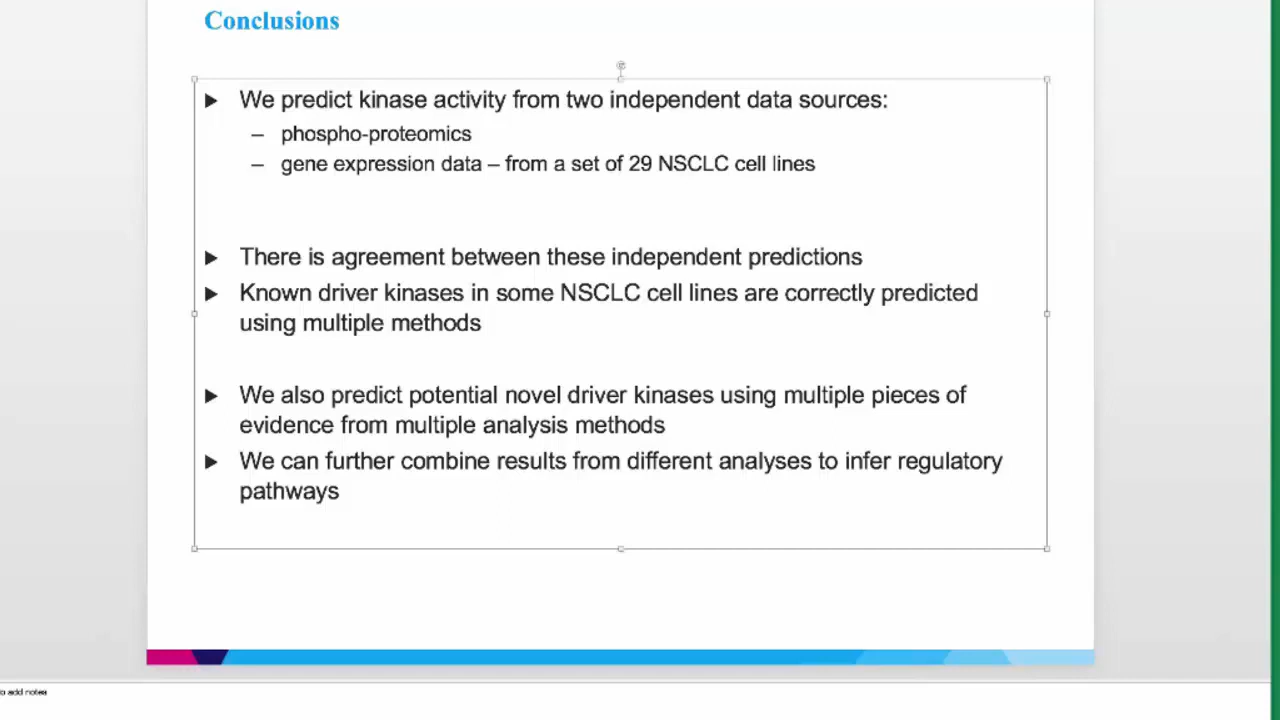 Conclusions
▶ We predict kinase activity from two independent data sources:
– phospho-proteomics
– gene expression data – from a set of 29 NSCLC cell lines
▶ There is agreement between these independent predictions
▶ Known driver kinases in some NSCLC cell lines are correctly predicted
using multiple methods
▶ We also predict potential novel driver kinases using multiple pieces of
evidence from multiple analysis methods
▶ We can further combine results from different analyses to infer regulatory
pathways
o add notes